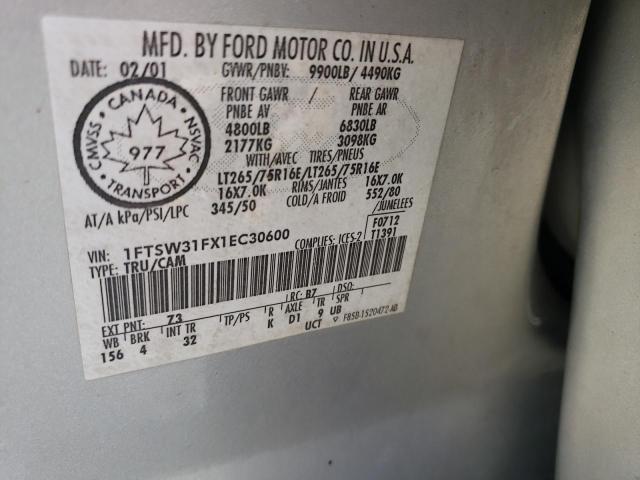 MFD. BY FORD MOTOR CO. IN U.S.A.
DATE: 02/01 GVWR/PNBV: 9900LB/ 4490KG
FRONT GAWR / REAR GAWR
PNBE AV PNBE AR
4800LB 6830LB
2177KG 3098KG
WITH/AVEC TIRES/PNEUS
LT265/75R16E/LT265/75R16E
16X7.0K RIMS/JANTES 16X7.0K
AT/A kPa/PSI/LPC 345/50 COLD/A FROID 552/80
/JUMELEES
CANADA
CMVSS NSVAC
977
TRANSPORT
VIN: 1FTSW31FX1EC30600 COMPLIES: ICES-2 F0712
TYPE: TRU/CAM T1391
EXT PNT: Z3 RC: B7 DSO:
WB BRK INT TR TP/PS R AXLE TR SPR
156 4 32 K D1 9 UB
UCT F85B-1520472-AB